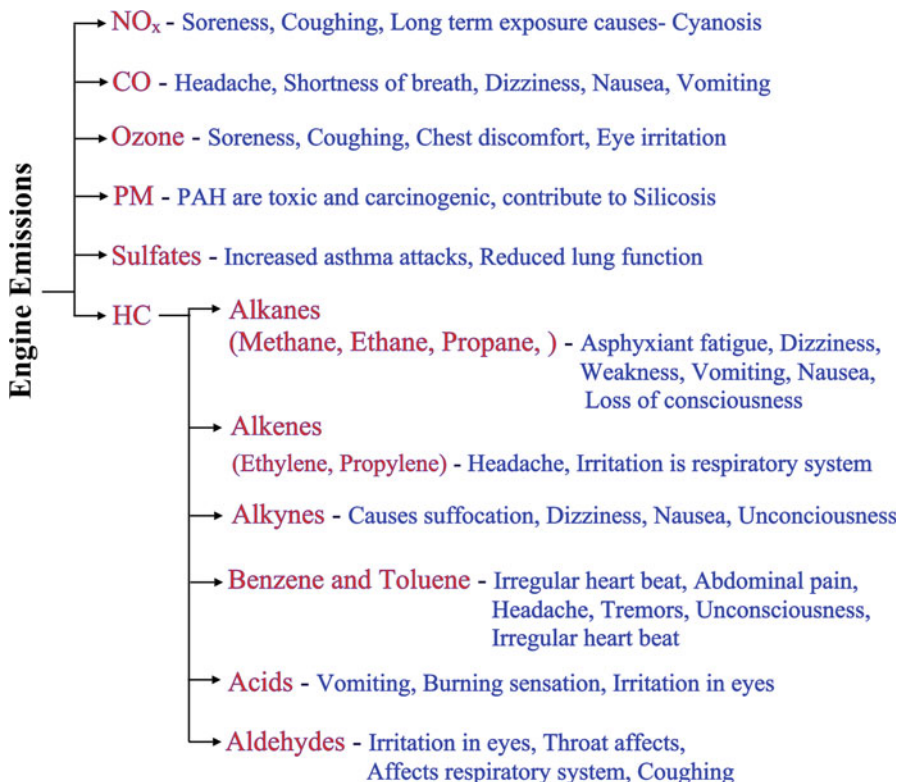 Engine Emissions
NOx - Soreness, Coughing, Long term exposure causes- Cyanosis
CO - Headache, Shortness of breath, Dizziness, Nausea, Vomiting
Ozone - Soreness, Coughing, Chest discomfort, Eye irritation
PM - PAH are toxic and carcinogenic, contribute to Silicosis
Sulfates - Increased asthma attacks, Reduced lung function
HC
Alkanes
(Methane, Ethane, Propane, ) - Asphyxiant fatigue, Dizziness,
Weakness, Vomiting, Nausea,
Loss of consciousness
Alkenes
(Ethylene, Propylene) - Headache, Irritation is respiratory system
Alkynes - Causes suffocation, Dizziness, Nausea, Unconciousness
Benzene and Toluene - Irregular heart beat, Abdominal pain,
Headache, Tremors, Unconsciousness,
Irregular heart beat
Acids - Vomiting, Burning sensation, Irritation in eyes
Aldehydes - Irritation in eyes, Throat affects,
Affects respiratory system, Coughing